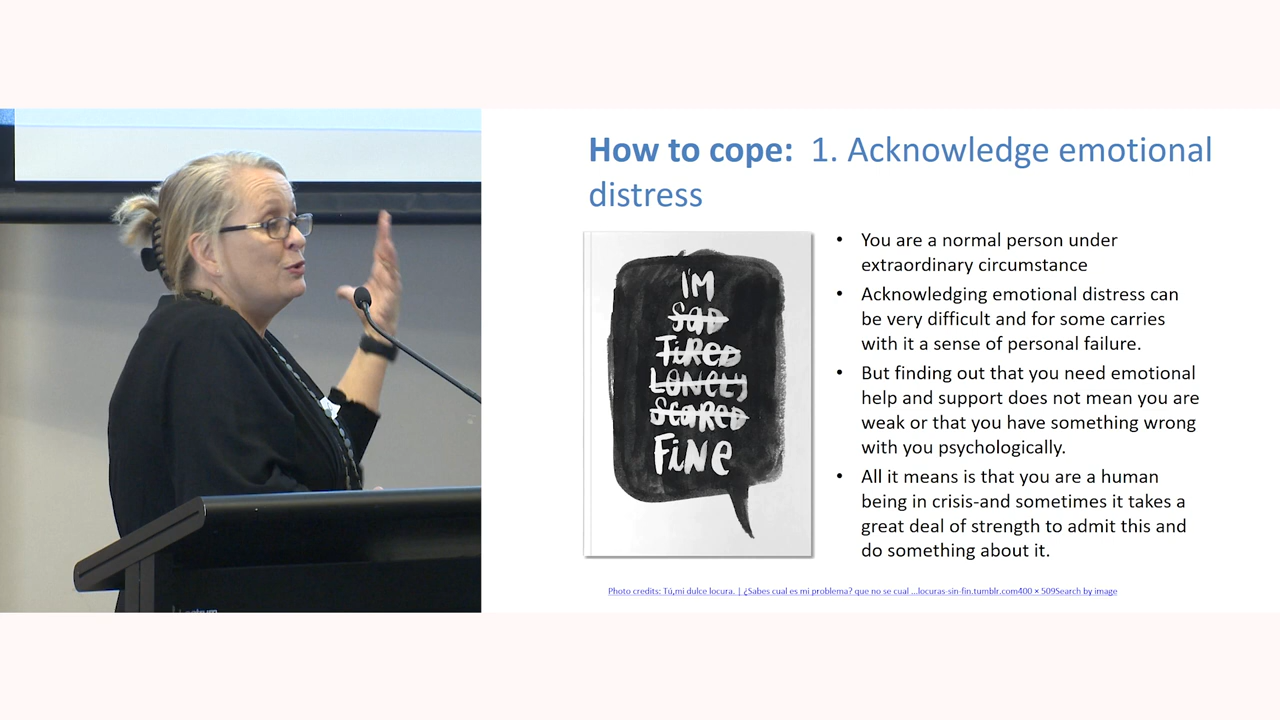 How to cope:  1. Acknowledge emotional
distress
I'M
SAD
TIRED
LONELY
SCARED
FINE
• You are a normal person under
extraordinary circumstance
• Acknowledging emotional distress can
be very difficult and for some carries
with it a sense of personal failure.
• But finding out that you need emotional
help and support does not mean you are
weak or that you have something wrong
with you psychologically.
• All it means is that you are a human
being in crisis-and sometimes it takes a
great deal of strength to admit this and
do something about it.
Photo credits: Tú,mi dulce locura. | ¿Sabes cual es mi problema? que no se cual ...locuras-sin-fin.tumblr.com400 × 509Search by image